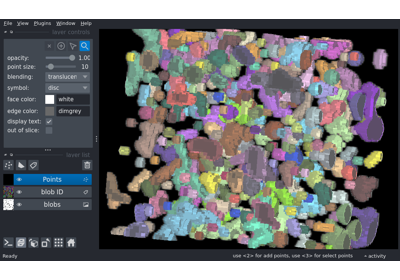 File View Plugins Window Help
layer controls
opacity: 1.00
point size: 10
blending: translucen
symbol: disc
face color: white
edge color: dimgrey
display text:
out of slice:
layer list
Points
blob ID
blobs
Ready
use <2> for add points, use <3> for select points
activity